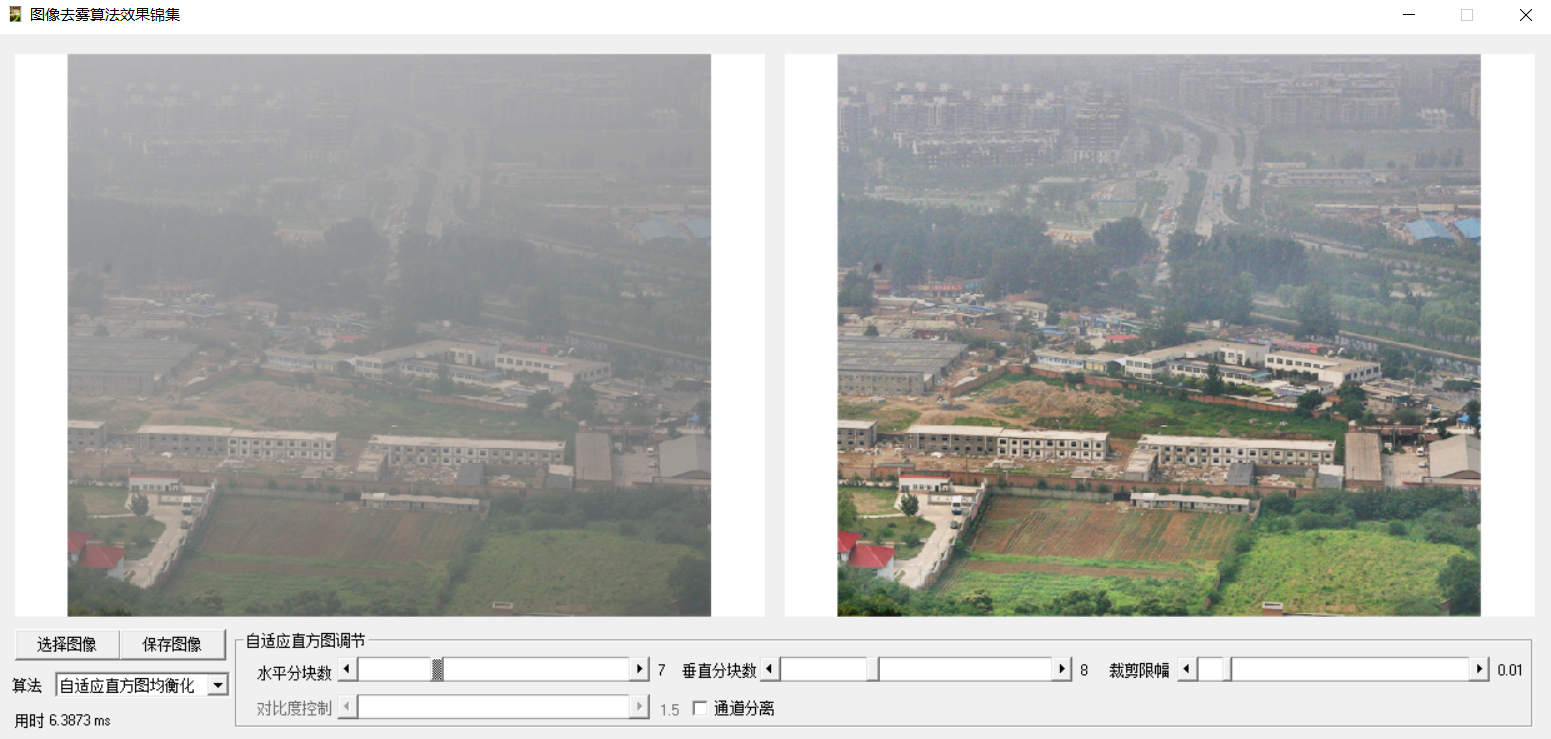 图像去雾算法效果锦集
选择图像 保存图像
自适应直方图调节
水平分块数 7 垂直分块数 8 裁剪限幅 0.01
算法 自适应直方图均衡化
对比度控制 1.5 通道分离
用时 6.3873 ms